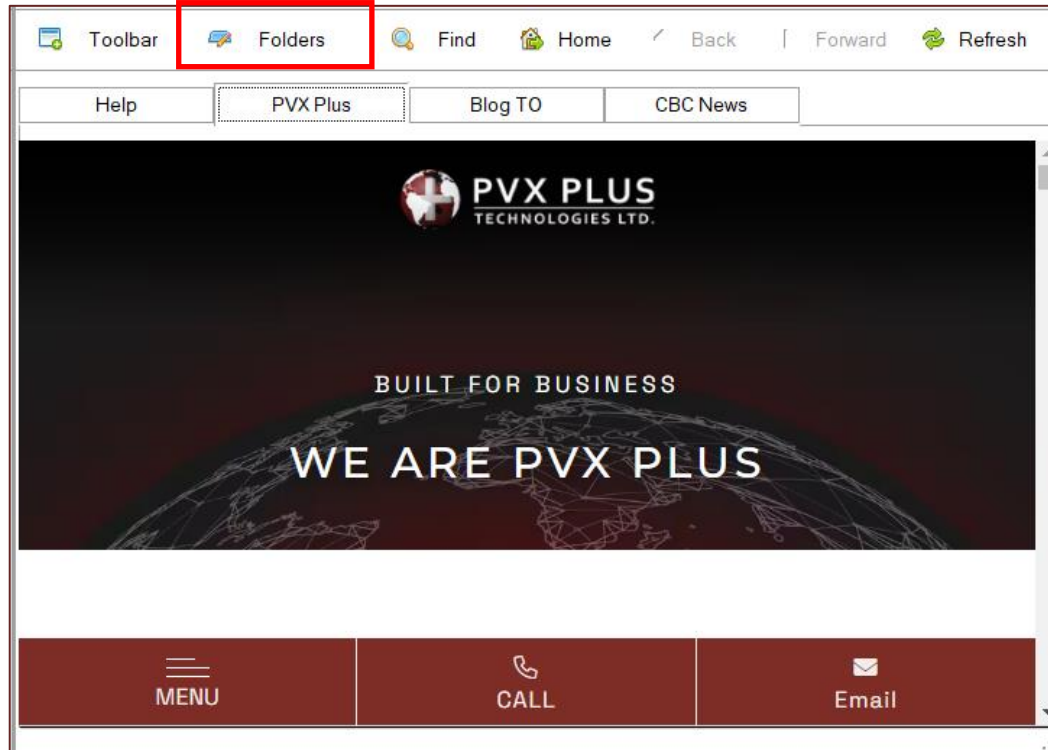 Toolbar Folders Find Home Back Forward Refresh
Help PVX Plus Blog TO CBC News
PVX PLUS
TECHNOLOGIES LTD.
BUILT FOR BUSINESS
WE ARE PVX PLUS
MENU CALL Email